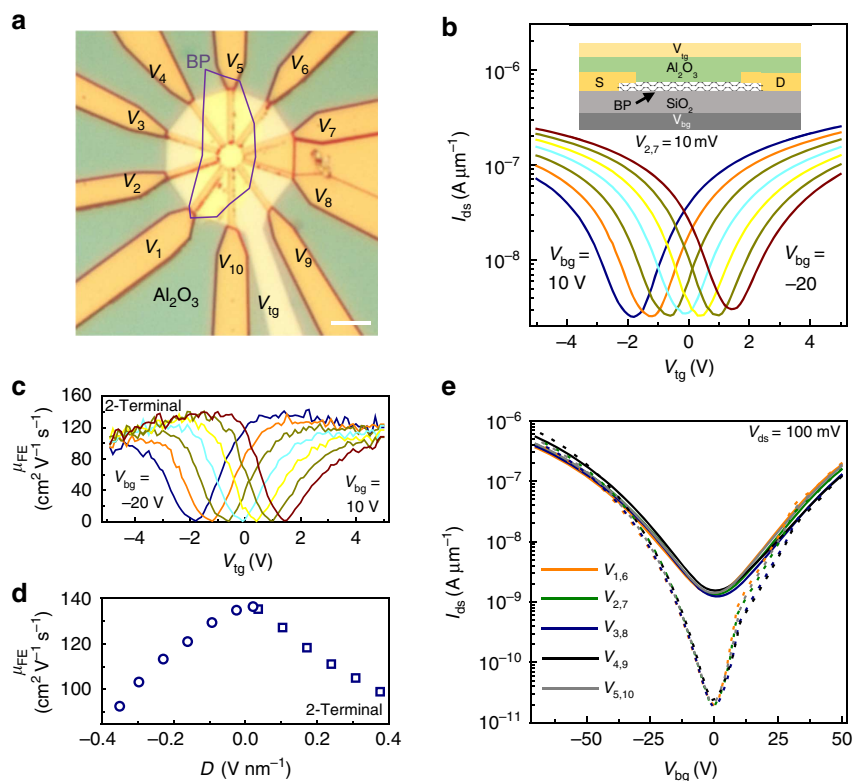 a
BP
V1
V2
V3
V4
V5
V6
V7
V8
V9
V10
Vtg
Al2O3
b
Vtg
Al2O3
S
D
BP
SiO2
Vbg
V2,7 = 10 mV
Vbg =
10 V
Vbg =
–20
10–6
10–7
10–8
Ids (A μm–1)
–4 –2 0 2 4
Vtg (V)
c
2-Terminal
160
120
80
40
0
μFE
(cm2 V–1 s–1)
Vbg =
–20 V
Vbg =
10 V
–4 –2 0 2 4
Vtg (V)
d
140
120
100
μFE
(cm2 V–1 s–1)
2-Terminal
–0.4 –0.2 0.0 0.2 0.4
D (V nm–1)
e
Vds = 100 mV
10–6
10–7
10–8
10–9
10–10
10–11
Ids (A μm–1)
V1,6
V2,7
V3,8
V4,9
V5,10
–50 –25 0 25 50
Vbg (V)